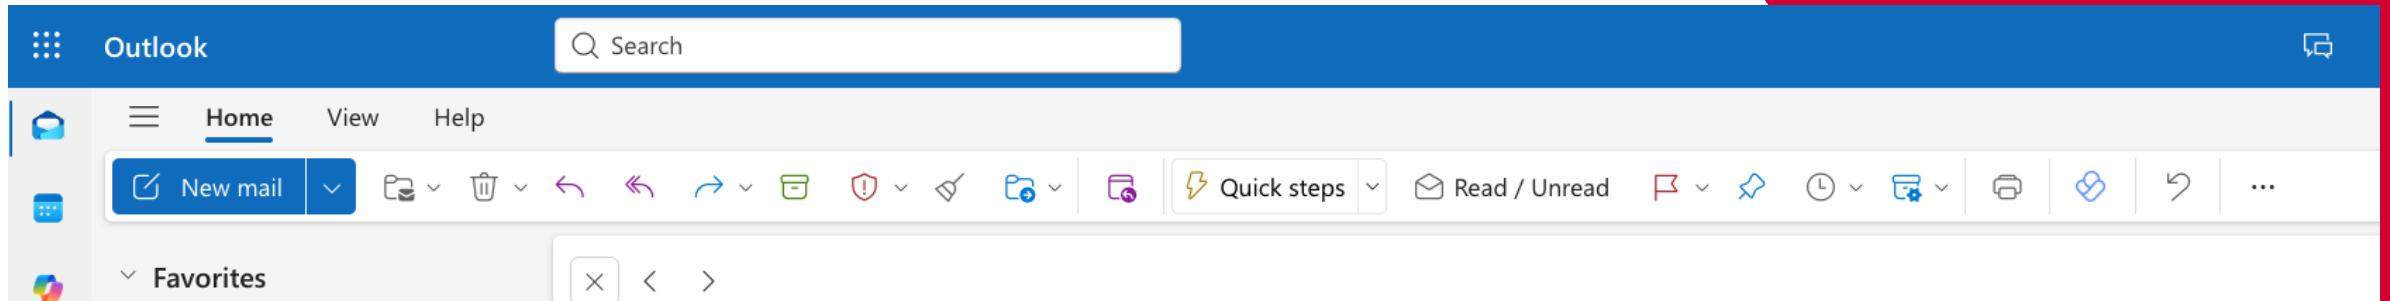 Outlook
Search
Home View Help
New mail Quick steps Read / Unread
Favorites